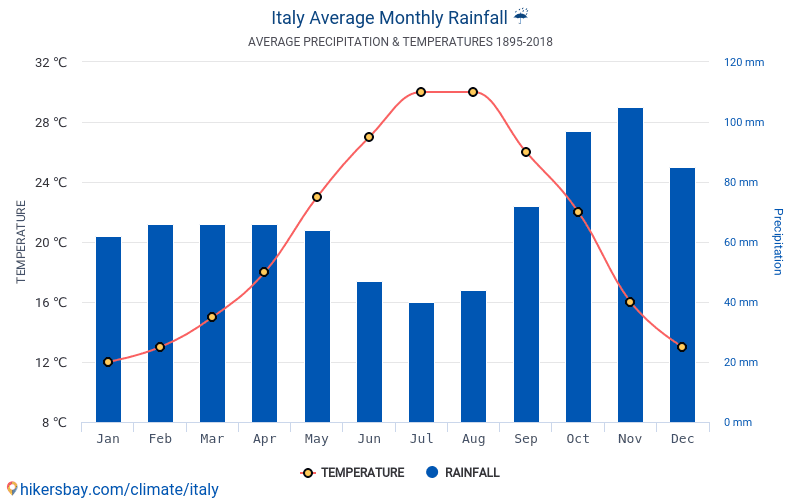 Italy Average Monthly Rainfall ☔
AVERAGE PRECIPITATION & TEMPERATURES 1895-2018
32 ℃
28 ℃
24 ℃
20 ℃
16 ℃
12 ℃
8 ℃
TEMPERATURE
120 mm
100 mm
80 mm
60 mm
40 mm
20 mm
0 mm
Precipitation
Jan Feb Mar Apr May Jun Jul Aug Sep Oct Nov Dec
TEMPERATURE RAINFALL
hikersbay.com/climate/italy